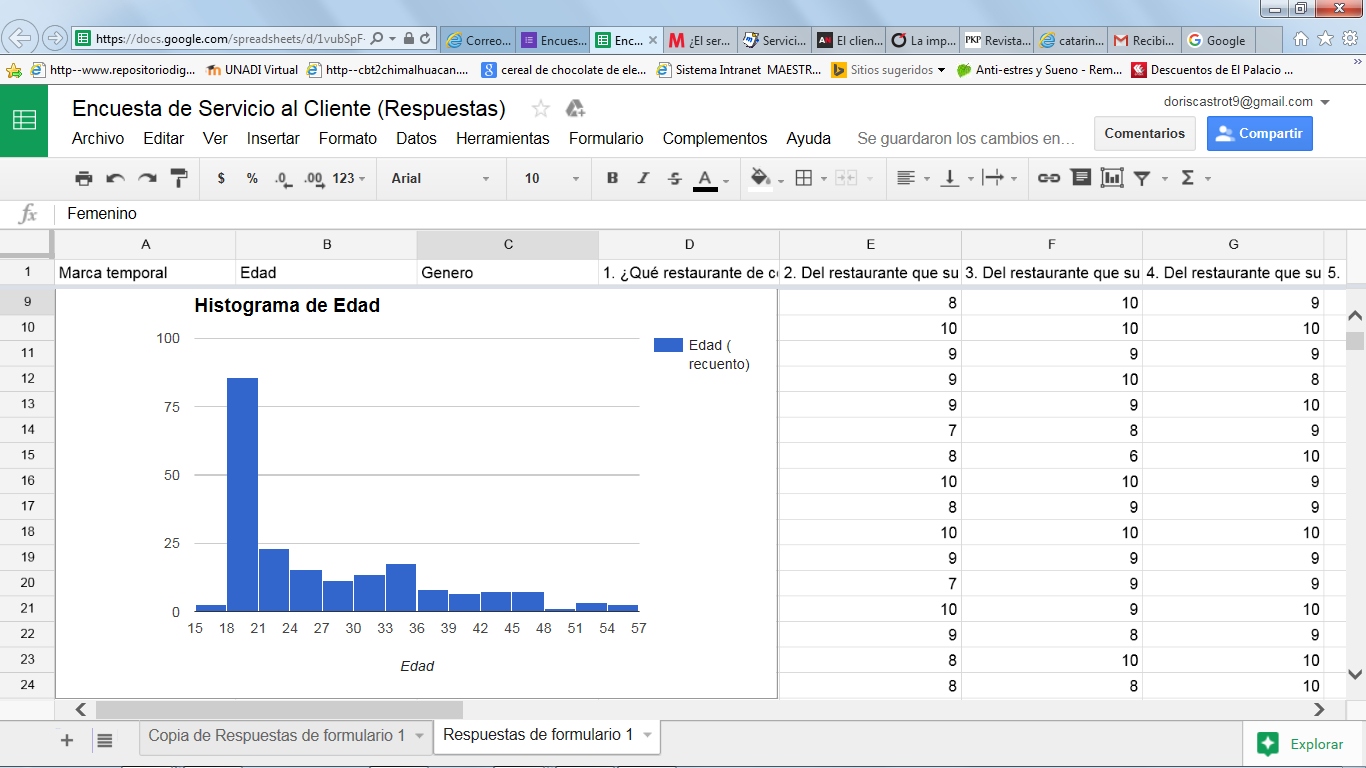 https://docs.google.com/spreadsheets/d/1vubSpF- Correo... Encues... Enc... ¿El ser... Servici... El clien... La imp... PKP Revista... catarin... Recibi... Google
http--www.repositoriodig... UNADI Virtual http--cbt2chimalhuacan.... cereal de chocolate de ele... Sistema Intranet MAESTR... Sitios sugeridos Anti-estres y Sueno - Rem... Descuentos de El Palacio ...
Encuesta de Servicio al Cliente (Respuestas)
doriscastrot9@gmail.com
Archivo Editar Ver Insertar Formato Datos Herramientas Formulario Complementos Ayuda Se guardaron los cambios en…
Comentarios Compartir
$ % .0 .00 123 Arial 10 B I S A Σ
fx Femenino
A B C D E F G
1 Marca temporal Edad Genero 1. ¿Qué restaurante de co 2. Del restaurante que su 3. Del restaurante que su 4. Del restaurante que su 5.
Histograma de Edad
100
75
50
25
0
15 18 21 24 27 30 33 36 39 42 45 48 51 54 57
Edad
Edad (
recuento)
9 8 10 9
10 10 10 10
11 9 9 9
12 9 10 8
13 9 9 10
14 7 8 9
15 8 6 10
16 10 10 9
17 8 9 9
18 10 10 10
19 9 9 9
20 7 9 9
21 10 9 10
22 9 8 9
23 8 10 10
24 8 8 10
Copia de Respuestas de formulario 1 Respuestas de formulario 1
Explorar